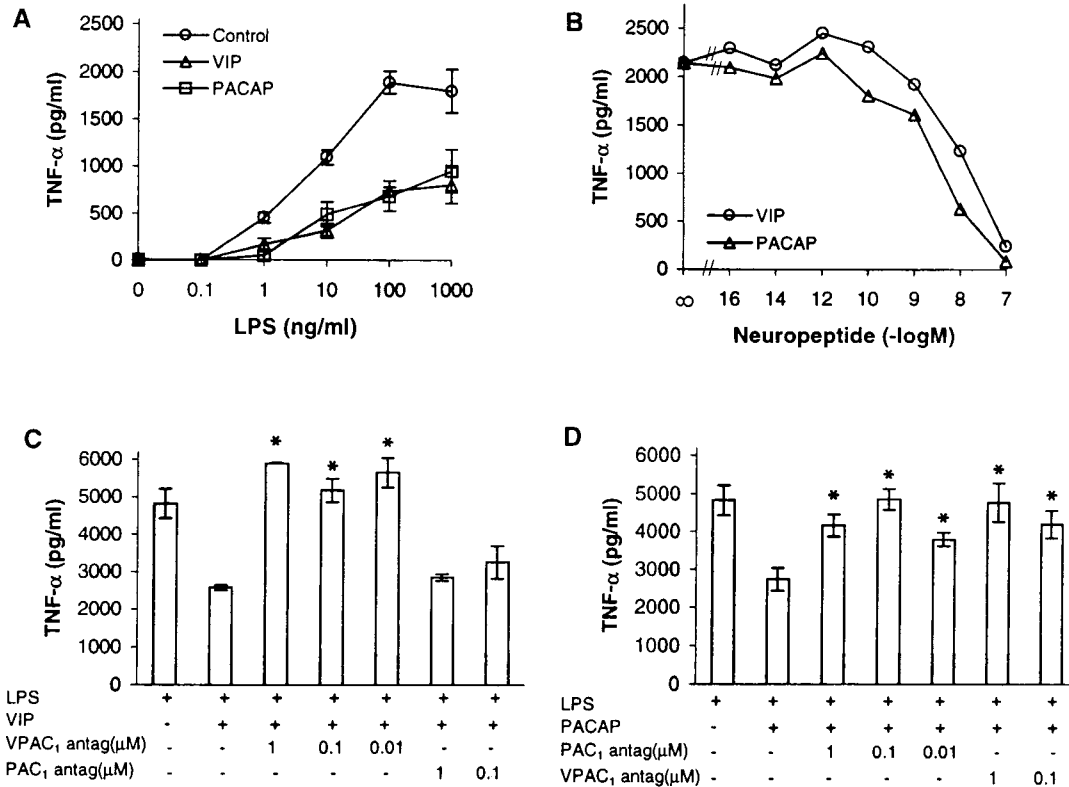 A
2500
2000
1500
1000
500
0
TNF-α (pg/ml)
Control
VIP
PACAP
0 0.1 1 10 100 1000
LPS (ng/ml)
B
2500
2000
1500
1000
500
0
TNF-α (pg/ml)
VIP
PACAP
∞ 16 14 12 10 9 8 7
Neuropeptide (-logM)
C
6000
5000
4000
3000
2000
1000
0
TNF-α (pg/ml)
* * *
LPS + + + + + + +
VIP - + + + + + +
VPAC₁ antag(μM) - - 1 0.1 0.01 - -
PAC₁ antag(μM) - - - - - 1 0.1
D
6000
5000
4000
3000
2000
1000
0
TNF-α (pg/ml)
* * * * *
LPS + + + + + + +
PACAP - + + + + + +
PAC₁ antag(μM) - - 1 0.1 0.01 - -
VPAC₁ antag(μM) - - - - - 1 0.1